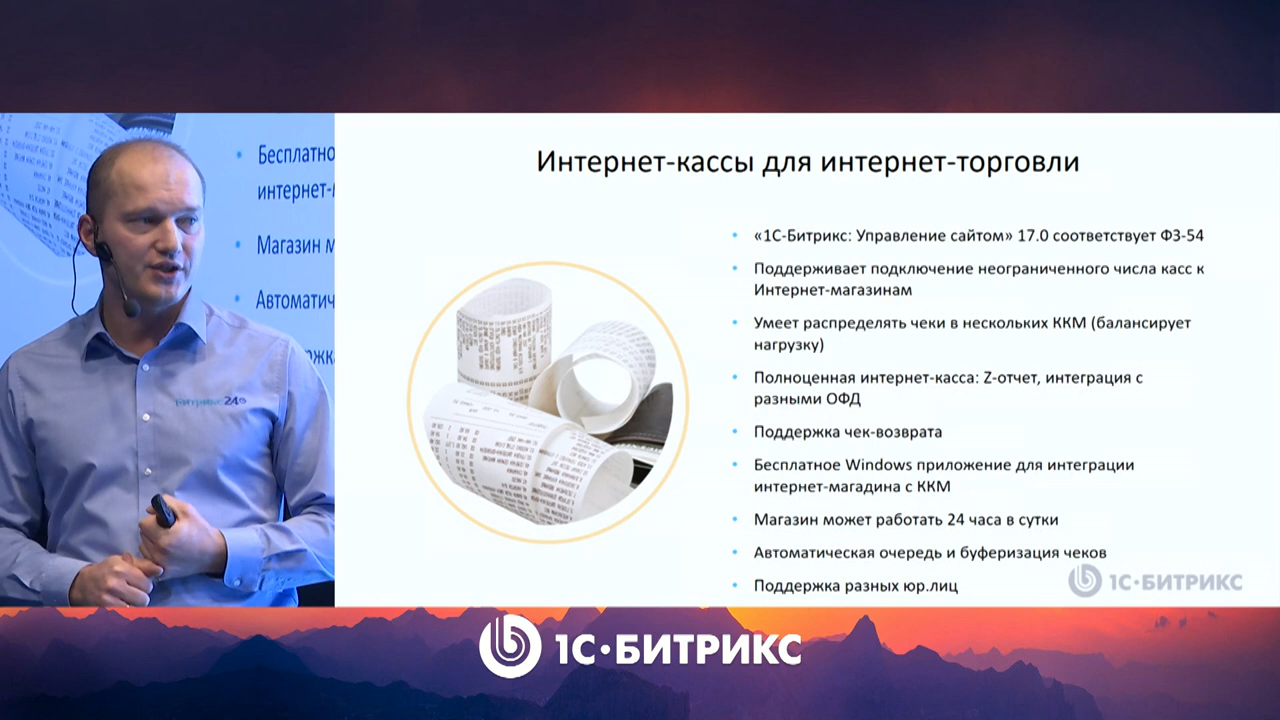 Интернет-кассы для интернет-торговли
• «1С-Битрикс: Управление сайтом» 17.0 соответствует ФЗ-54
• Поддерживает подключение неограниченного числа касс к
Интернет-магазинам
• Умеет распределять чеки в нескольких ККМ (балансирует
нагрузку)
• Полноценная интернет-касса: Z-отчет, интеграция с
разными ОФД
• Поддержка чек-возврата
• Бесплатное Windows приложение для интеграции
интернет-магадина с ККМ
• Магазин может работать 24 часа в сутки
• Автоматическая очередь и буферизация чеков
• Поддержка разных юр.лиц
1С·БИТРИКС
• Бесплатно
интернет-
• Магазин м
• Автоматич
Битрикс24
1С·БИТРИКС